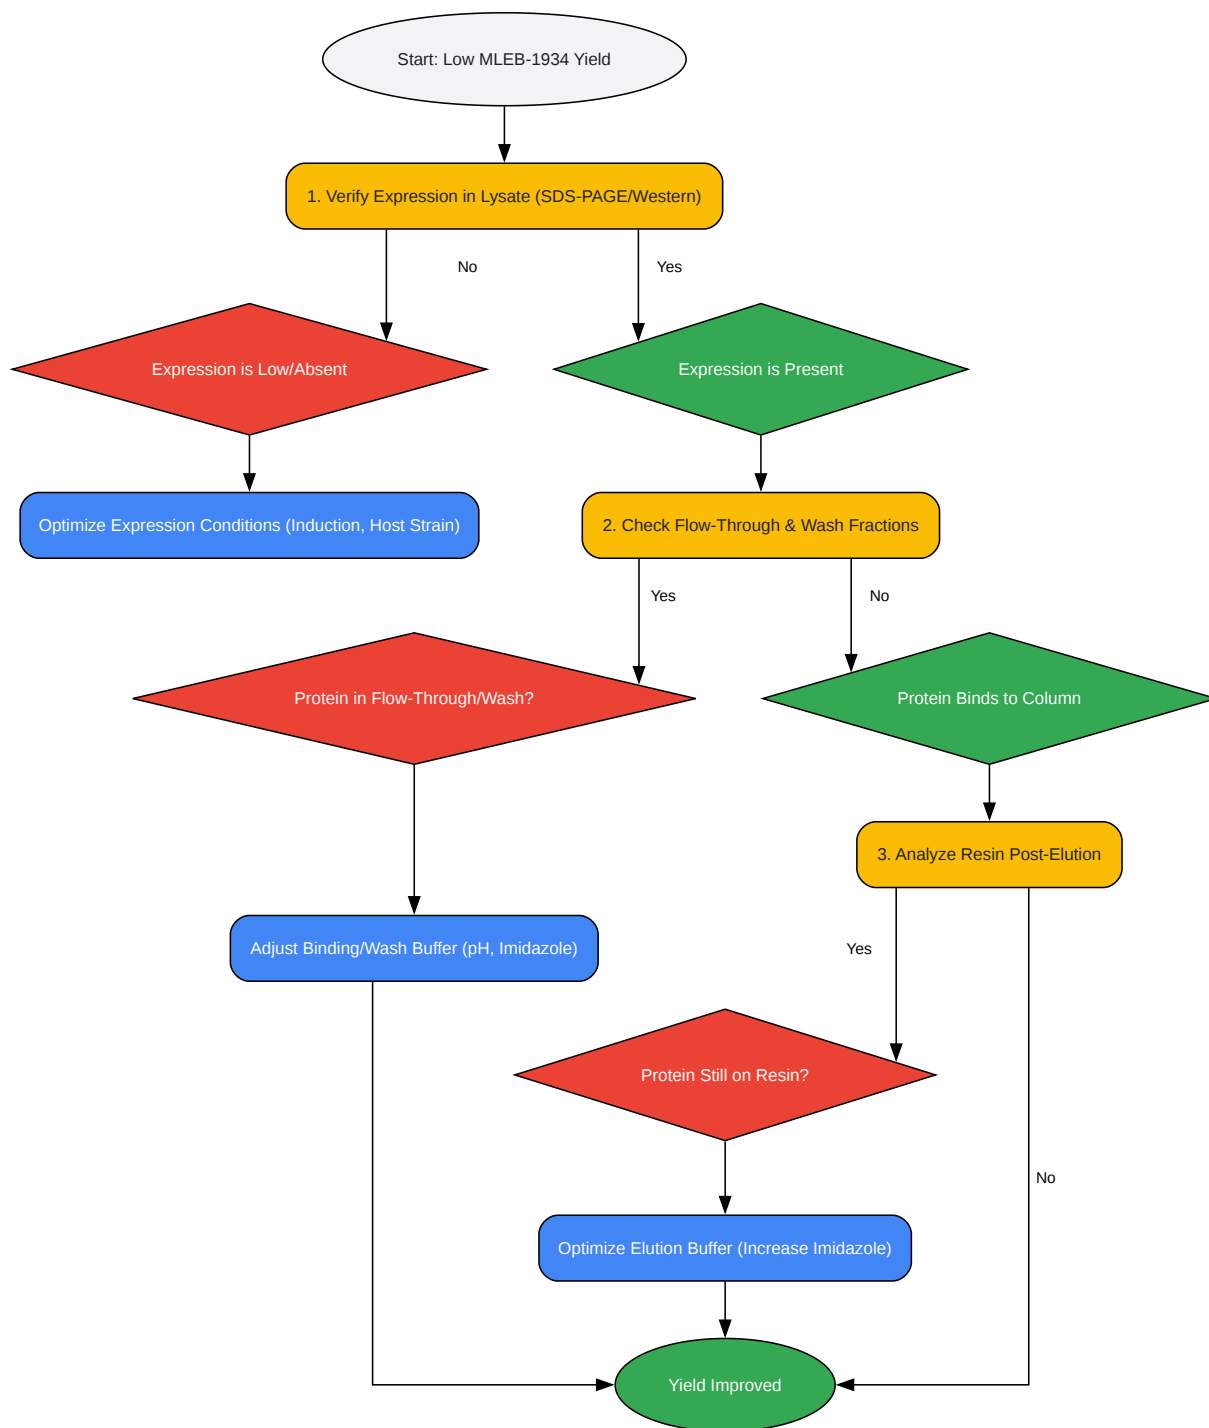 Start: Low MLEB-1934 Yield
1. Verify Expression in Lysate (SDS-PAGE/Western)
No
Yes
Expression is Low/Absent
Expression is Present
Optimize Expression Conditions (Induction, Host Strain)
2. Check Flow-Through & Wash Fractions
Yes
No
Protein in Flow-Through/Wash?
Protein Binds to Column
3. Analyze Resin Post-Elution
Adjust Binding/Wash Buffer (pH, Imidazole)
Yes
Protein Still on Resin?
No
Optimize Elution Buffer (Increase Imidazole)
Yield Improved